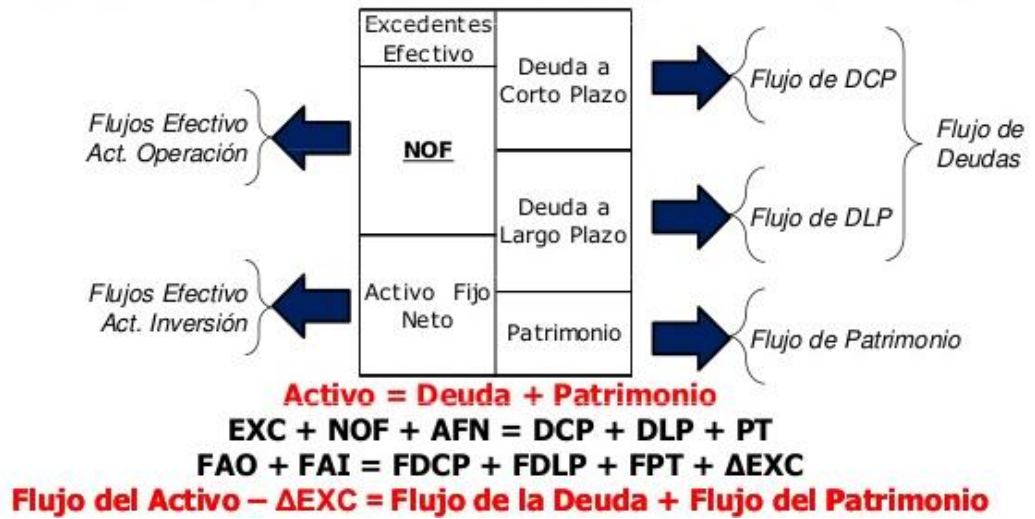 Excedentes
Efectivo
NOF
Activo Fijo
Neto
Deuda a
Corto Plazo
Deuda a
Largo Plazo
Patrimonio
Flujos Efectivo
Act. Operación
Flujos Efectivo
Act. Inversión
Flujo de DCP
Flujo de DLP
Flujo de Patrimonio
Flujo de
Deudas
Activo = Deuda + Patrimonio
EXC + NOF + AFN = DCP + DLP + PT
FAO + FAI = FDCP + FDLP + FPT + ΔEXC
Flujo del Activo – ΔEXC = Flujo de la Deuda + Flujo del Patrimonio